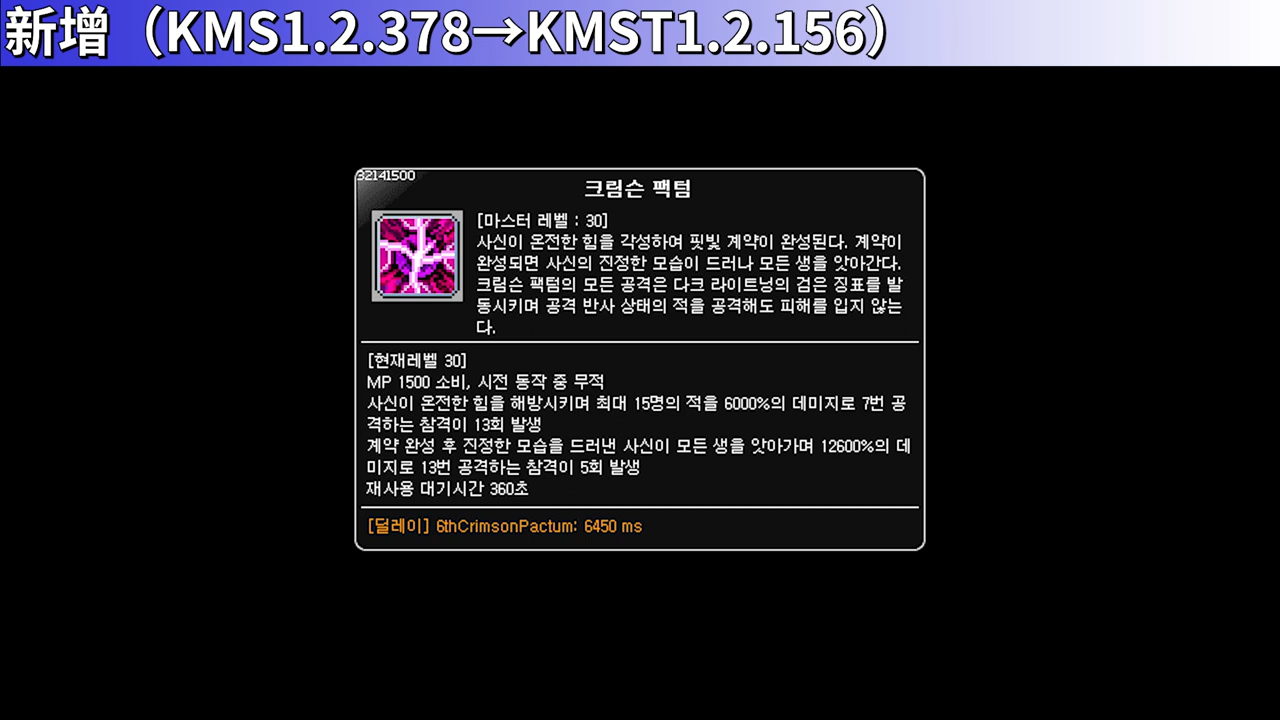 新增（KMS1.2.378→KMST1.2.156）
32141500
크림슨 팩텀
[마스터 레벨 : 30]
사신이 온전한 힘을 각성하여 핏빛 계약이 완성된다. 계약이
완성되면 사신의 진정한 모습이 드러나 모든 생을 앗아간다.
크림슨 팩텀의 모든 공격은 다크 라이트닝의 검은 징표를 발
동시키며 공격 반사 상태의 적을 공격해도 피해를 입지 않는
다.
[현재레벨 30]
MP 1500 소비, 시전 동작 중 무적
사신이 온전한 힘을 해방시키며 최대 15명의 적을 6000%의 데미지로 7번 공
격하는 참격이 13회 발생
계약 완성 후 진정한 모습을 드러낸 사신이 모든 생을 앗아가며 12600%의 데
미지로 13번 공격하는 참격이 5회 발생
재사용 대기시간 360초
[딜레이] 6thCrimsonPactum: 6450 ms